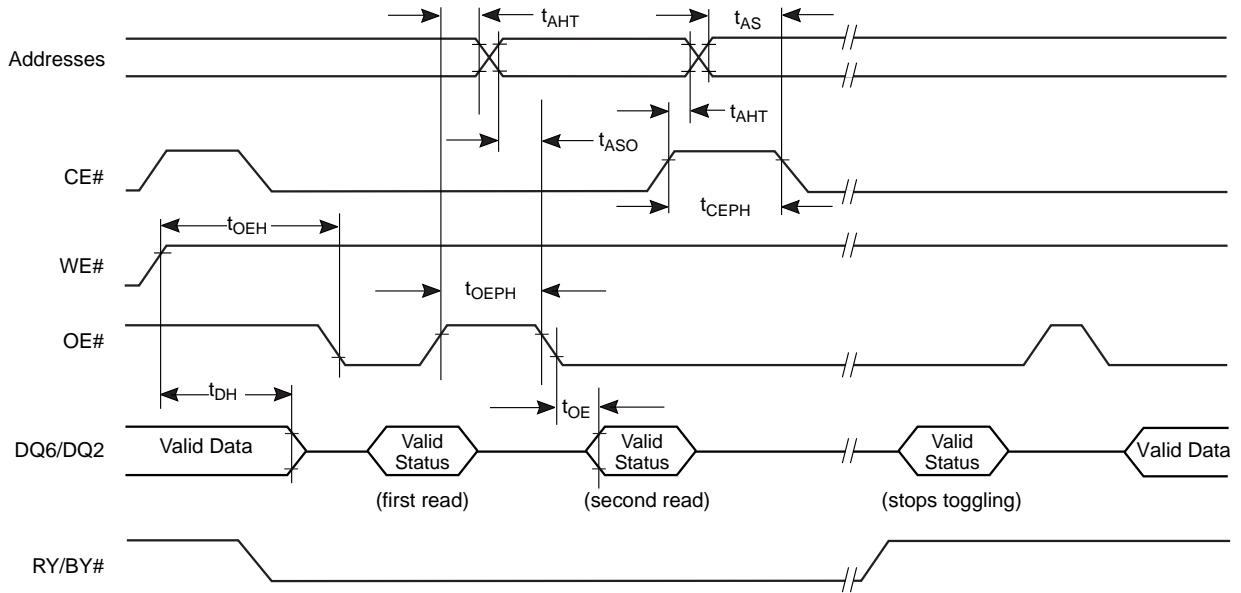 tAHT
tAS
Addresses
tAHT
tASO
CE#
tCEPH
tOEH
WE#
tOEPH
OE#
tDH
tOE
DQ6/DQ2
Valid Data
Valid
Status
Valid
Status
Valid
Status
Valid Data
(first read)
(second read)
(stops toggling)
RY/BY#